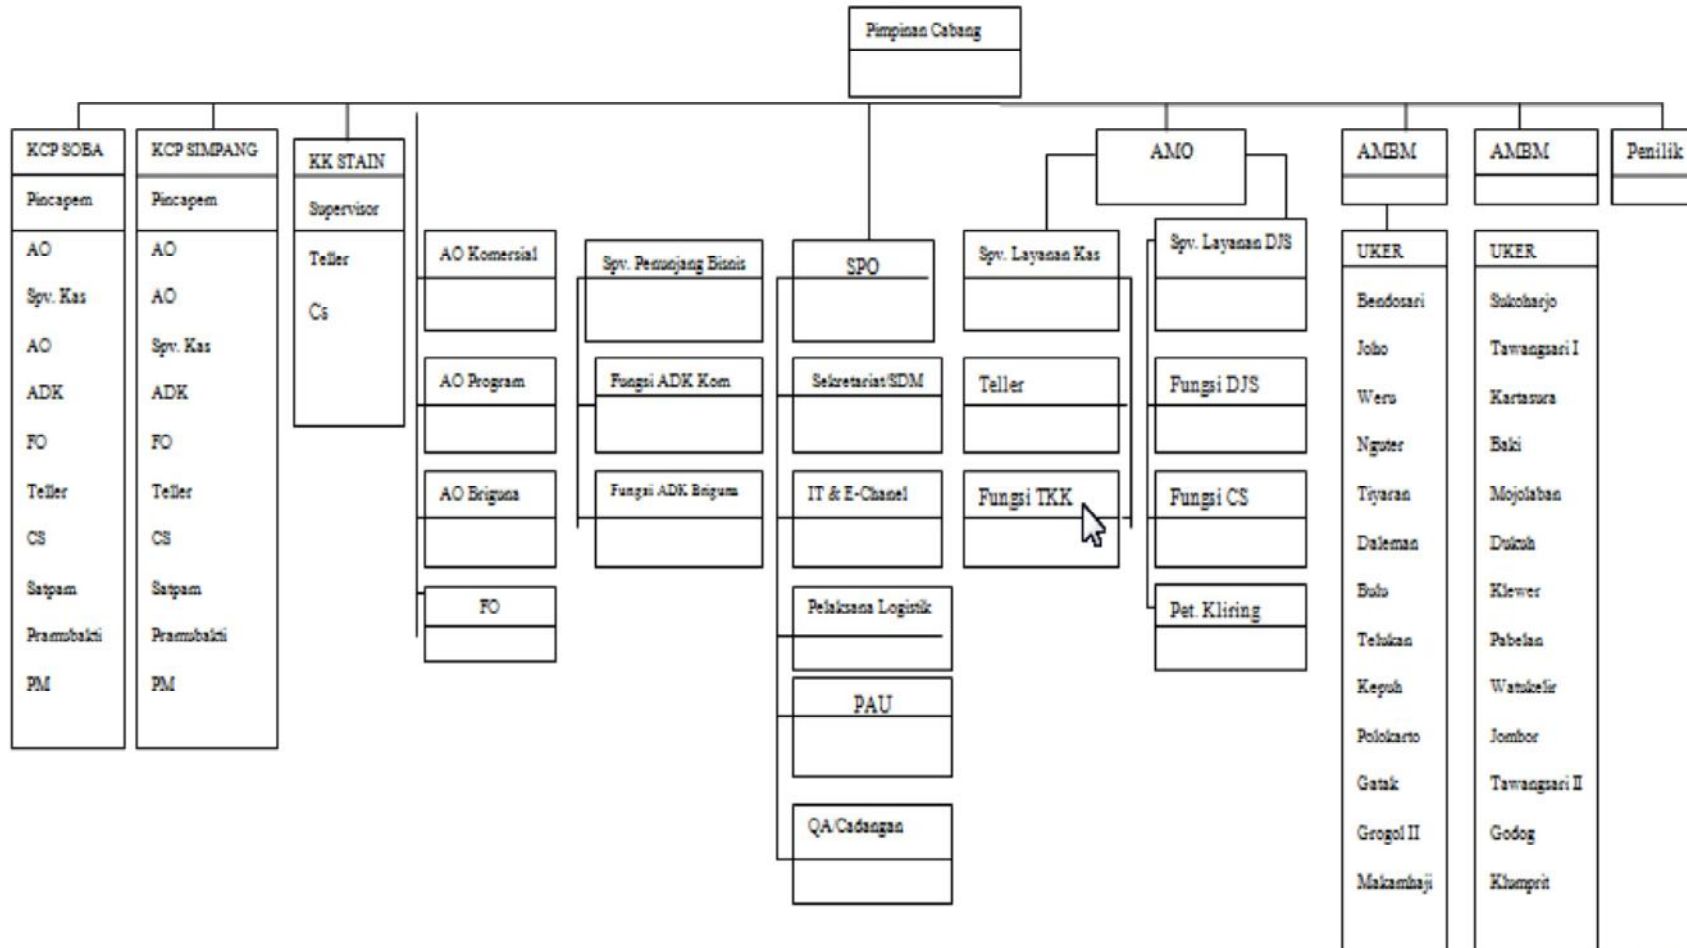 Pimpinan Cabang
KCP SOBA
Pincapem
AO
Spv. Kas
AO
ADK
FO
Teller
CS
Satpam
Pramubakti
PM
KCP SIMPANG
Pincapem
AO
AO
Spv. Kas
ADK
FO
Teller
CS
Satpam
Pramubakti
PM
KK STAIN
Supervisor
Teller
Cs
AO Komersial
AO Program
AO Briguna
FO
Spv. Penunjang Bisnis
Fungsi ADK Kom
Fungsi ADK Briguna
SPO
Sekretariat/SDM
IT & E-Chanel
Pelaksana Logistik
PAU
QA/Cadangan
AMO
Spv. Layanan Kas
Teller
Fungsi TKK
Spv. Layanan DJS
Fungsi DJS
Fungsi CS
Pet. Kliring
AMBM
UKER
Bendosari
Joho
Weru
Nguter
Tiyaran
Daleman
Bulu
Telukan
Kepuh
Polokarto
Gatak
Grogol II
Makamhaji
AMBM
UKER
Sukoharjo
Tawangsari I
Kartasura
Baki
Mojolaban
Dukuh
Klewer
Pabelan
Watukelir
Jombor
Tawangsari II
Godog
Klumprit
Penilik